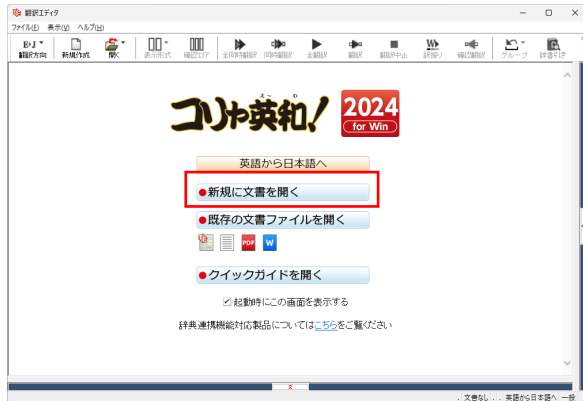 翻訳エディタ
ファイル(F) 表示(V) ヘルプ(H)
E›J 翻訳方向 新規作成 開く 表示形式 確認エリア 全同時翻訳 同時翻訳 全翻訳 翻訳 翻訳中止 訳振り 確認翻訳 グループ 辞書引き
え～ わ
コリャ英和! 2024
for Win
英語から日本語へ
●新規に文書を開く
●既存の文書ファイルを開く
PDF W
●クイックガイドを開く
起動時にこの画面を表示する
辞典連携機能対応製品についてはこちらをご覧ください
文書なし 英語から日本語へ 一般